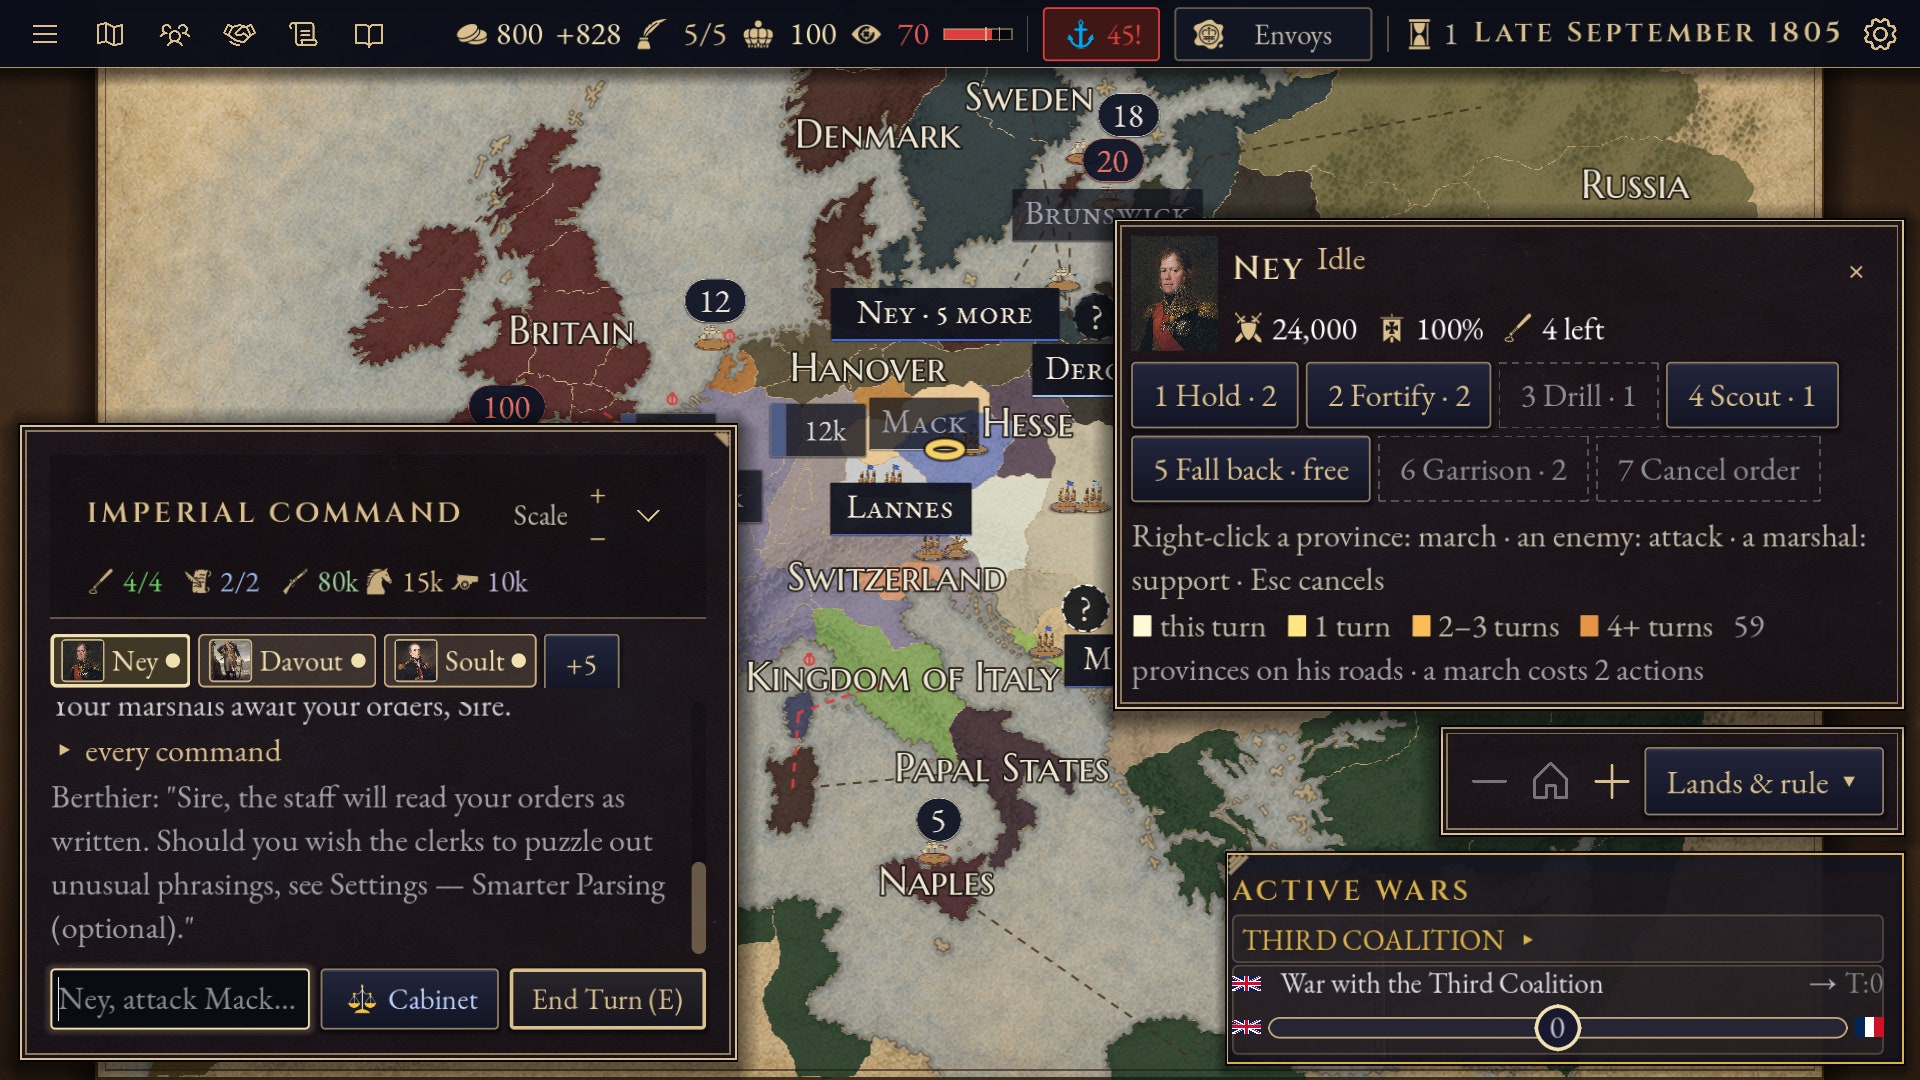 800 +828 5/5 100 70 45! Envoys 1 Late September 1805
Sweden
18
Denmark
20
Russia
Brunswick
Ney Idle
24,000 100% 4 left
12
Ney · 5 more
?
Britain
Hanover
100
12k
Mack
Hesse
1 Hold · 2
2 Fortify · 2
3 Drill · 1
4 Scout · 1
5 Fall back · free
6 Garrison · 2
7 Cancel order
Lannes
Right-click a province: march · an enemy: attack · a marshal:
support · Esc cancels
this turn 1 turn 2–3 turns 4+ turns 59
provinces on his roads · a march costs 2 actions
Imperial Command Scale + −
4/4 2/2 80k 15k 10k
Switzerland
?
Ney
Davout
Soult
+5
Kingdom of Italy
Your marshals await your orders, Sire.
every command
Berthier: "Sire, the staff will read your orders as
written. Should you wish the clerks to puzzle out
unusual phrasings, see Settings — Smarter Parsing
(optional)."
Papal States
5
Naples
Lands & rule
Ney, attack Mack...
Cabinet
End Turn (E)
Active Wars
THIRD COALITION
War with the Third Coalition → T:0
0